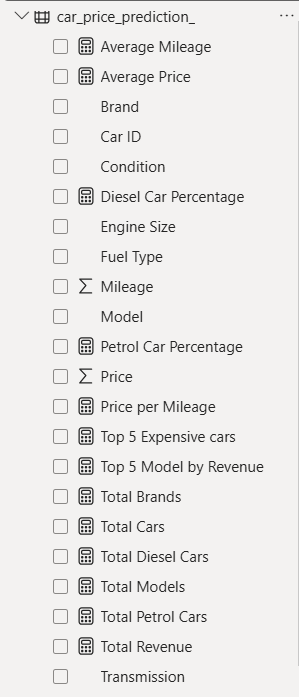 car_price_prediction_
Average Mileage
Average Price
Brand
Car ID
Condition
Diesel Car Percentage
Engine Size
Fuel Type
Mileage
Model
Petrol Car Percentage
Price
Price per Mileage
Top 5 Expensive cars
Top 5 Model by Revenue
Total Brands
Total Cars
Total Diesel Cars
Total Models
Total Petrol Cars
Total Revenue
Transmission